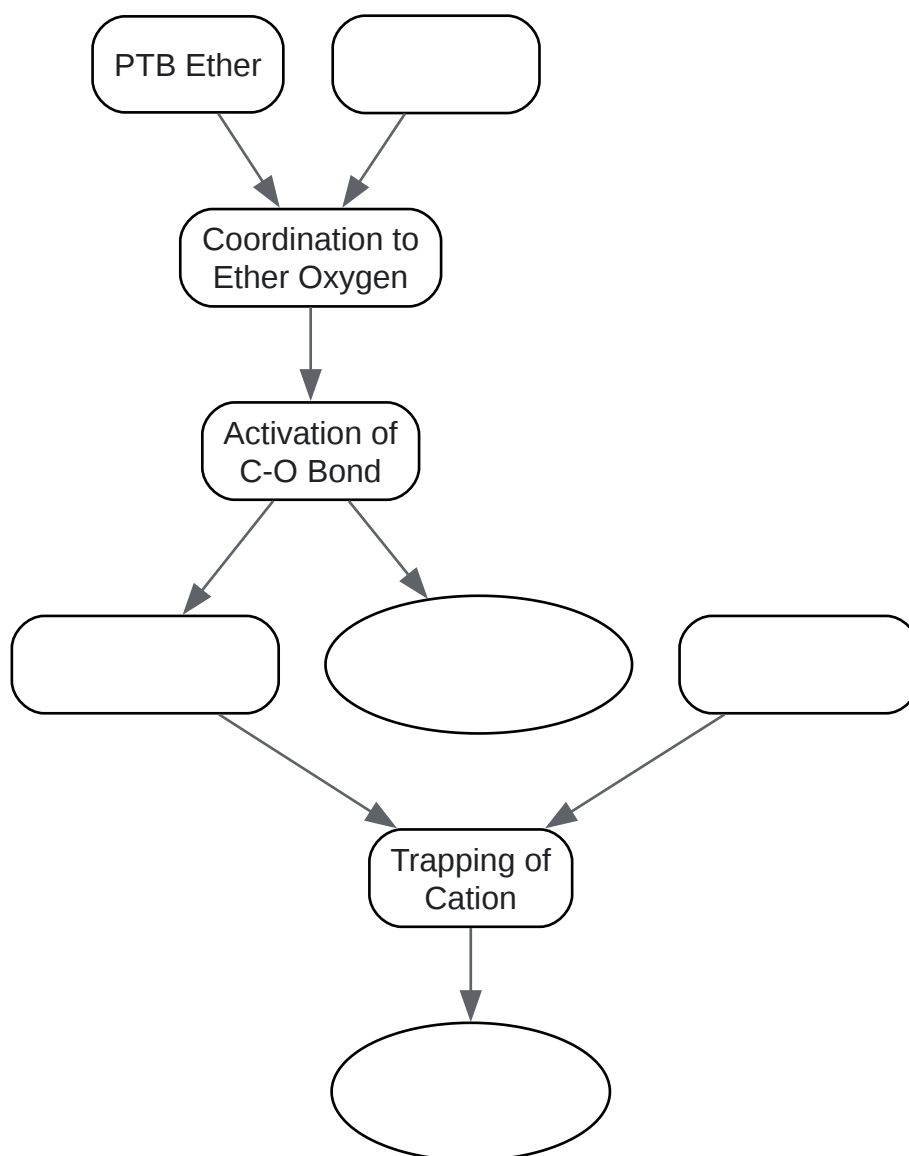 PTB Ether
Coordination to
Ether Oxygen
Activation of
C-O Bond
Trapping of
Cation